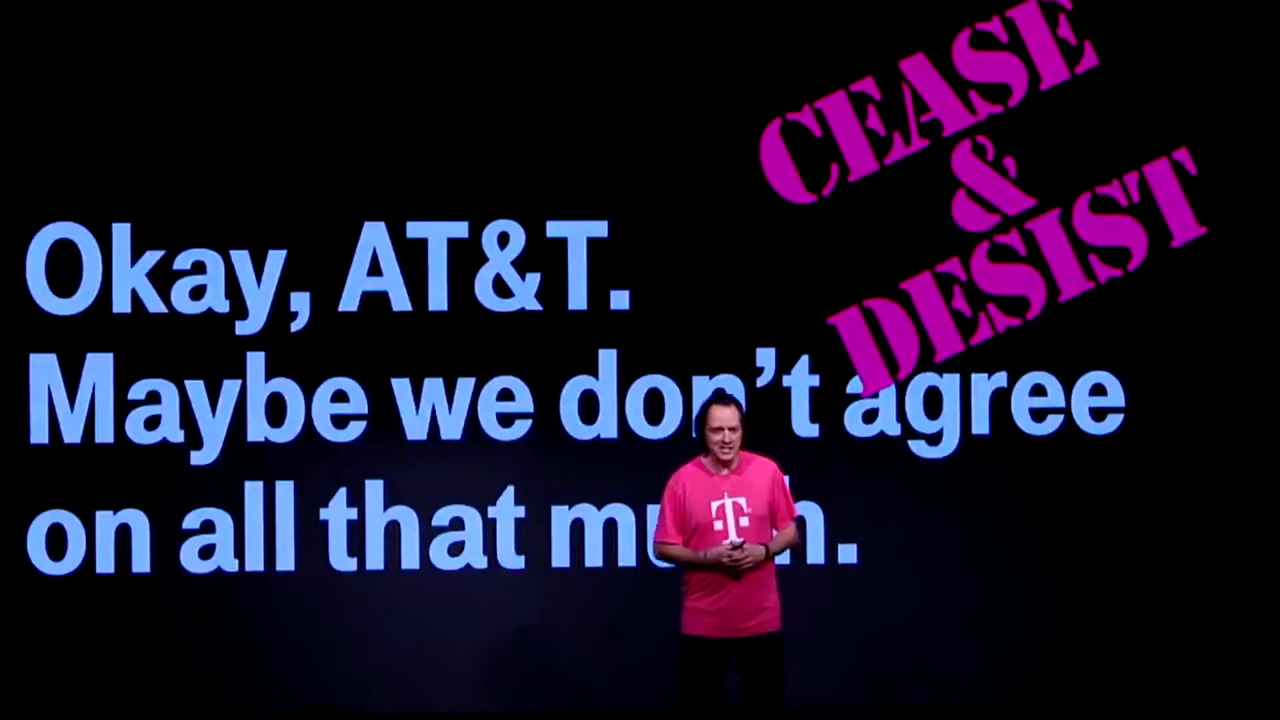 CEASE
&
DESIST
Okay, AT&T.
Maybe we don’t agree
on all that much.
T